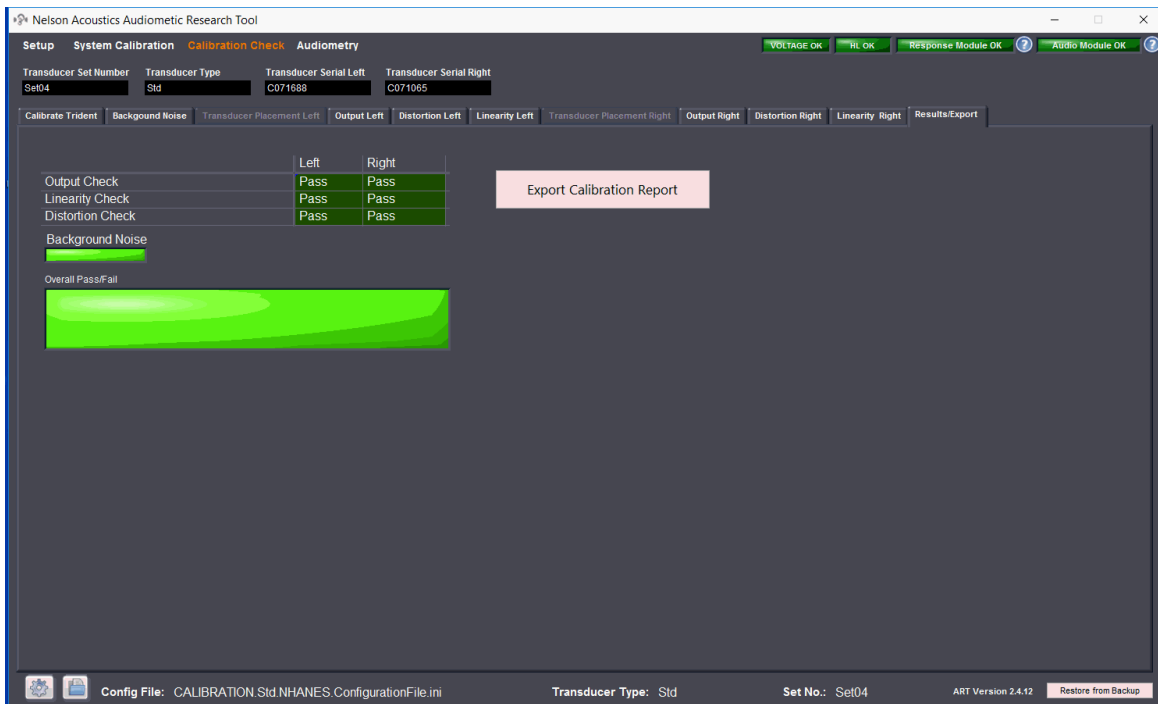 Nelson Acoustics Audiometic Research Tool
Setup System Calibration Calibration Check Audiometry VOLTAGE OK HL OK Response Module OK ? Audio Module OK ?
Transducer Set Number Transducer Type Transducer Serial Left Transducer Serial Right
Set04 Std C071688 C071065
Calibrate Trident Backgound Noise Transducer Placement Left Output Left Distortion Left Linearity Left Transducer Placement Right Output Right Distortion Right Linearity Right Results/Export
Left Right
Output Check Pass Pass
Linearity Check Pass Pass
Distortion Check Pass Pass
Export Calibration Report
Background Noise
Overall Pass/Fail
Config File: CALIBRATION.Std.NHANES.ConfigurationFile.ini Transducer Type: Std Set No.: Set04 ART Version 2.4.12 Restore from Backup